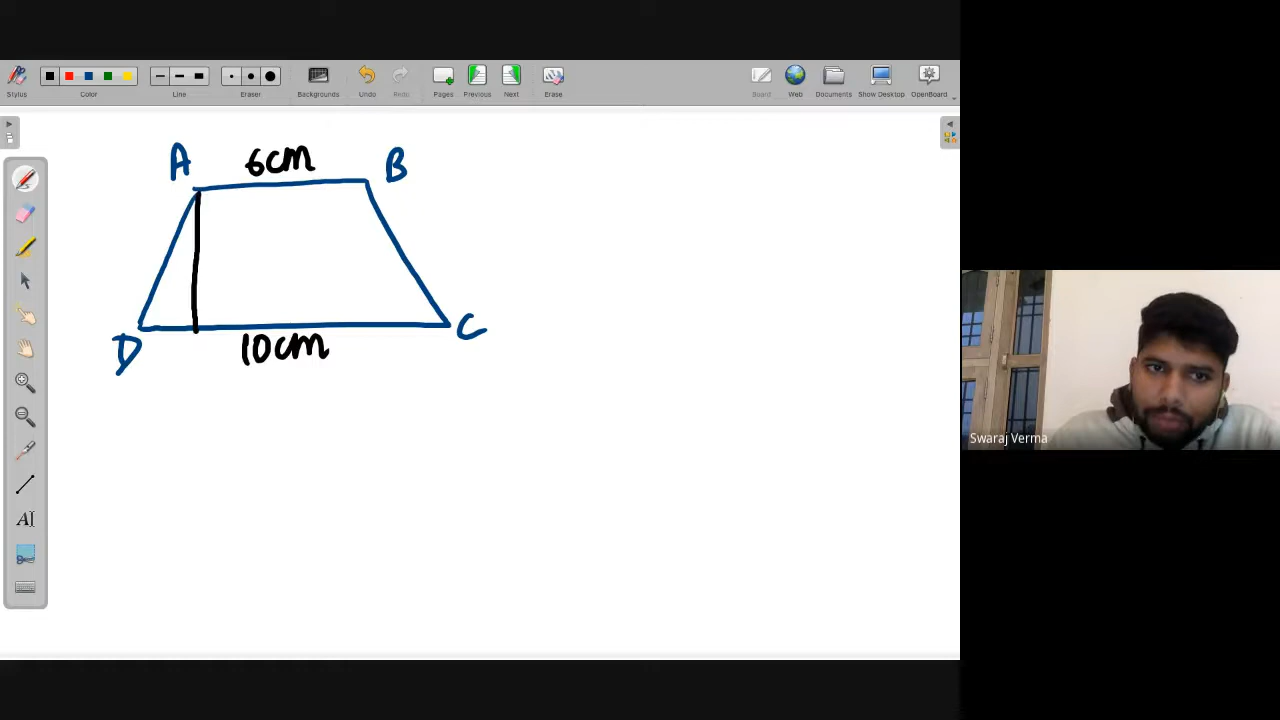 Stylus Color Line Eraser Backgrounds Undo Redo Pages Previous Next Erase Board Web Documents Show Desktop OpenBoard
A 6cm B
D 10cm C
AI
Swaraj Verma